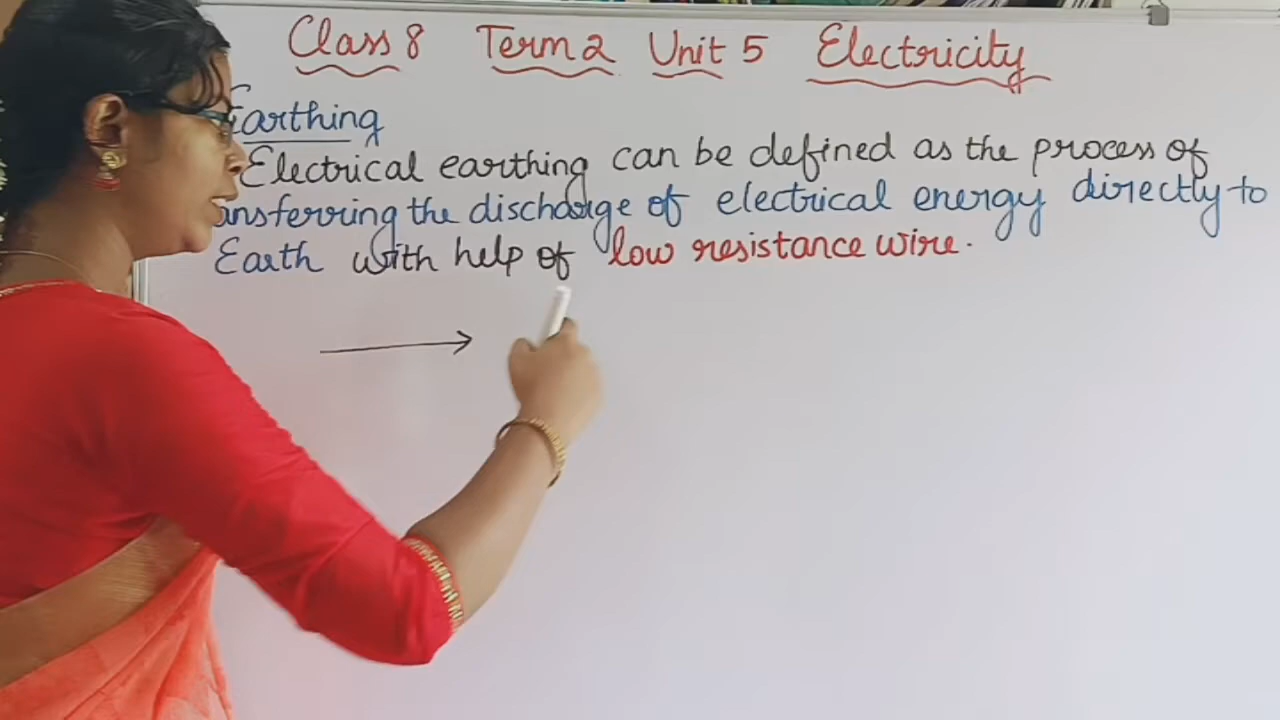 Class 8 Term 2 Unit 5 Electricity
Earthing
Electrical earthing can be defined as the process of
ansferring the discharge of electrical energy directly to
Earth with help of low resistance wire.